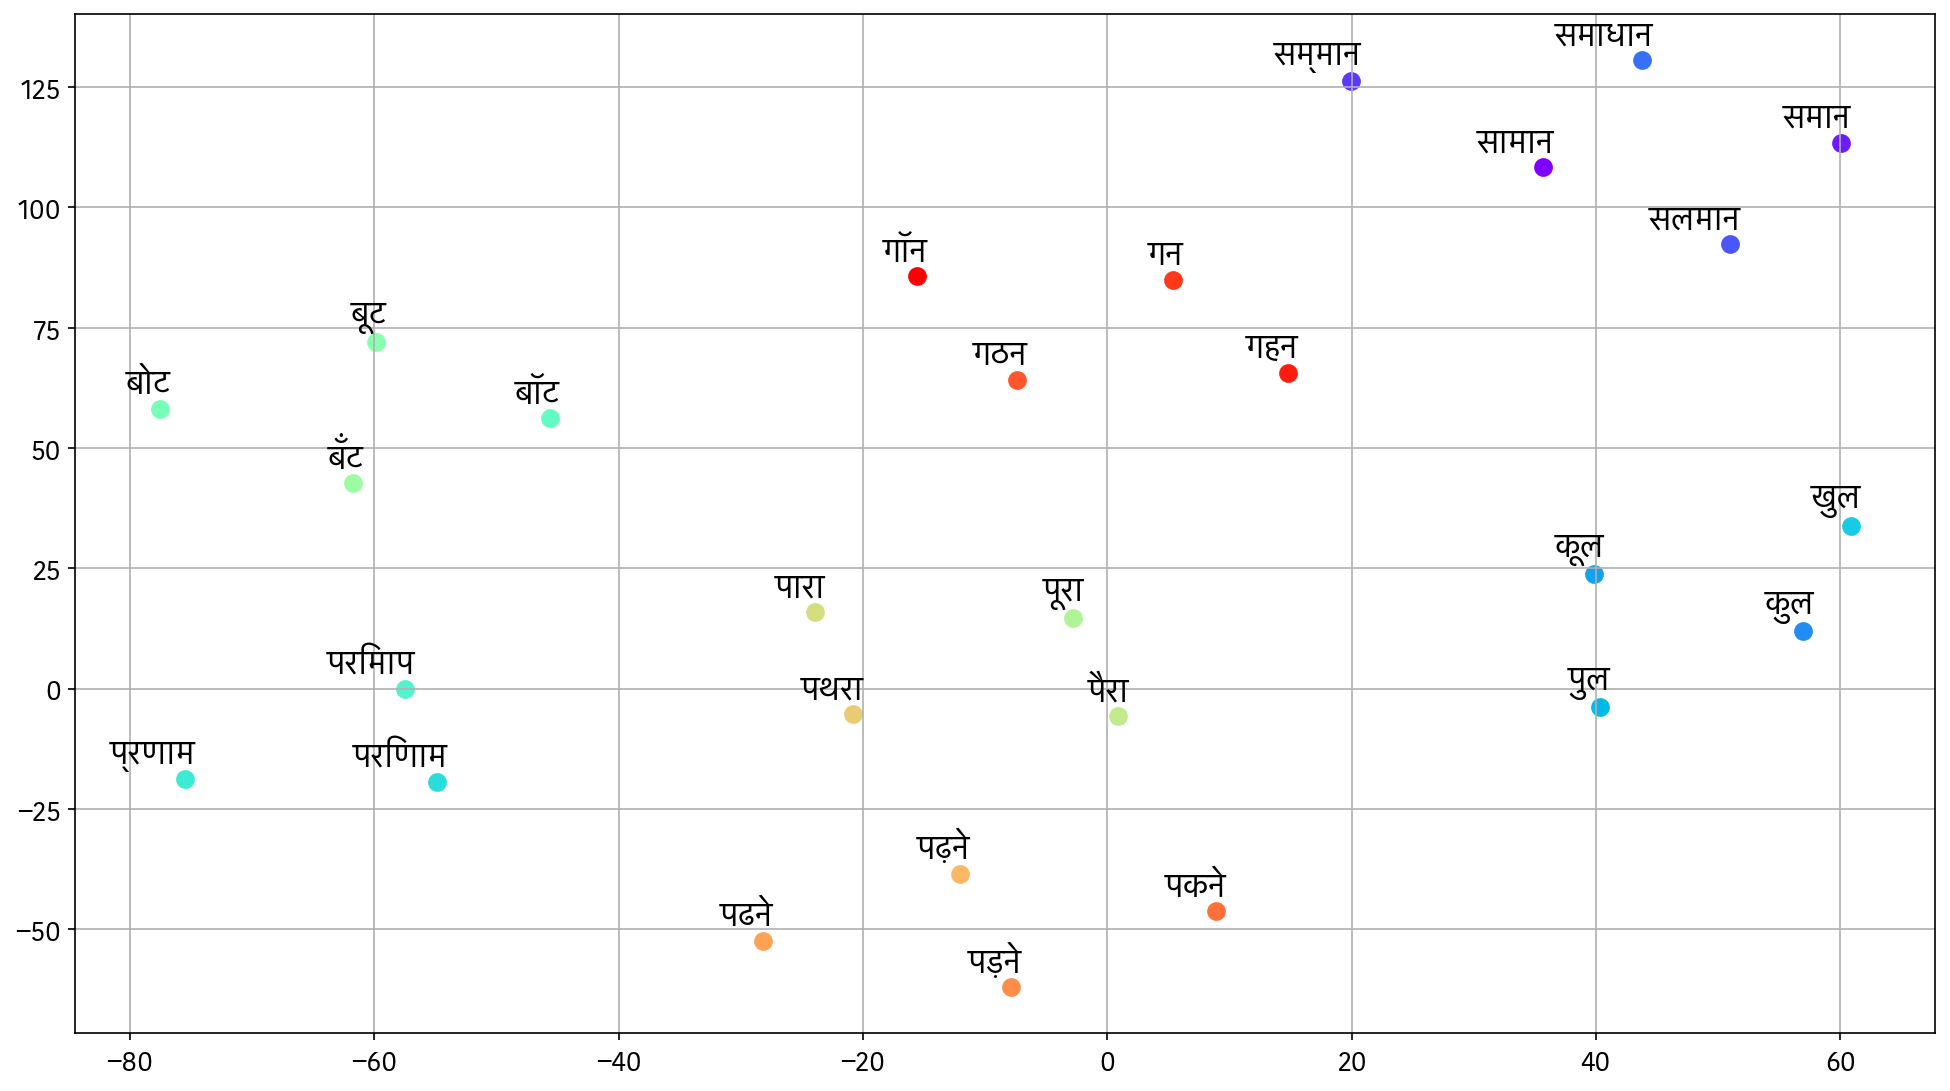 समाधान
सम्मान
समान
सामान
सलमान
गॉन
गन
बूट
गठन
गहन
बोट
बॉट
बॅंट
खुल
कूल
पारा
पूरा
कुल
परिमाप
पथरा
पैरा
पुल
प्रणाम
परिणाम
पढ़ने
पकने
पढने
पड़ने
125
100
75
50
25
0
−25
−50
−80 −60 −40 −20 0 20 40 60